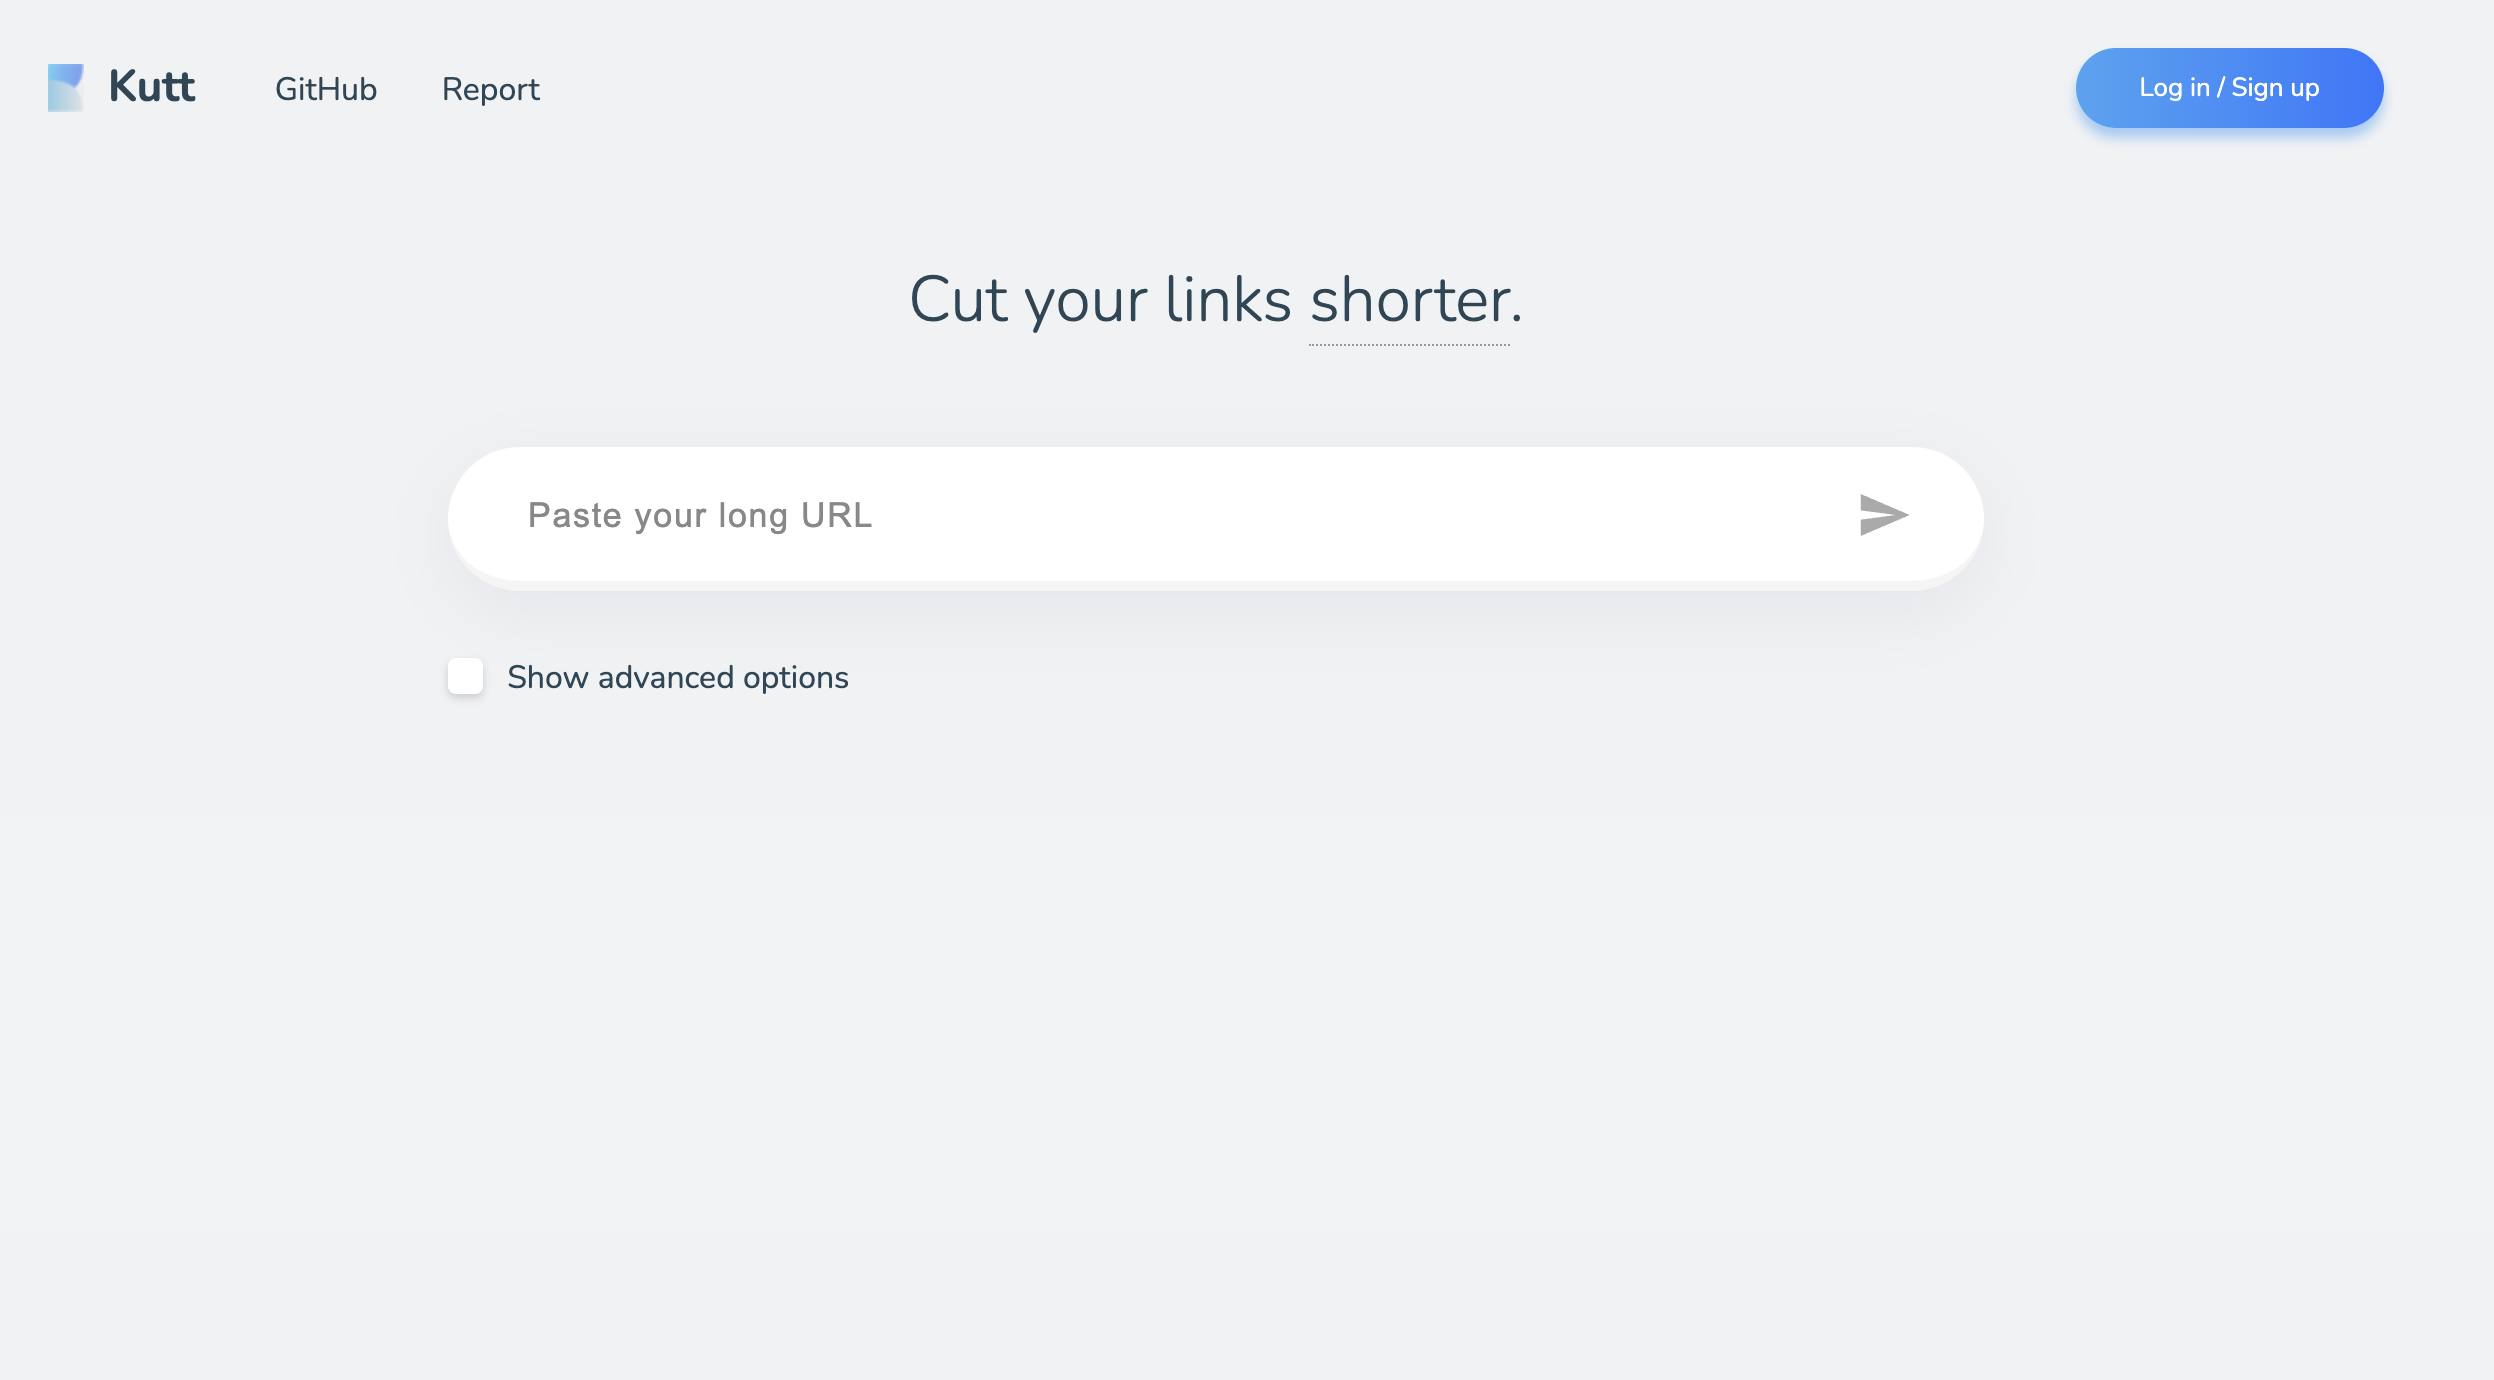 Kutt
GitHub
Report
Log in / Sign up
Cut your links shorter.
Paste your long URL
Show advanced options